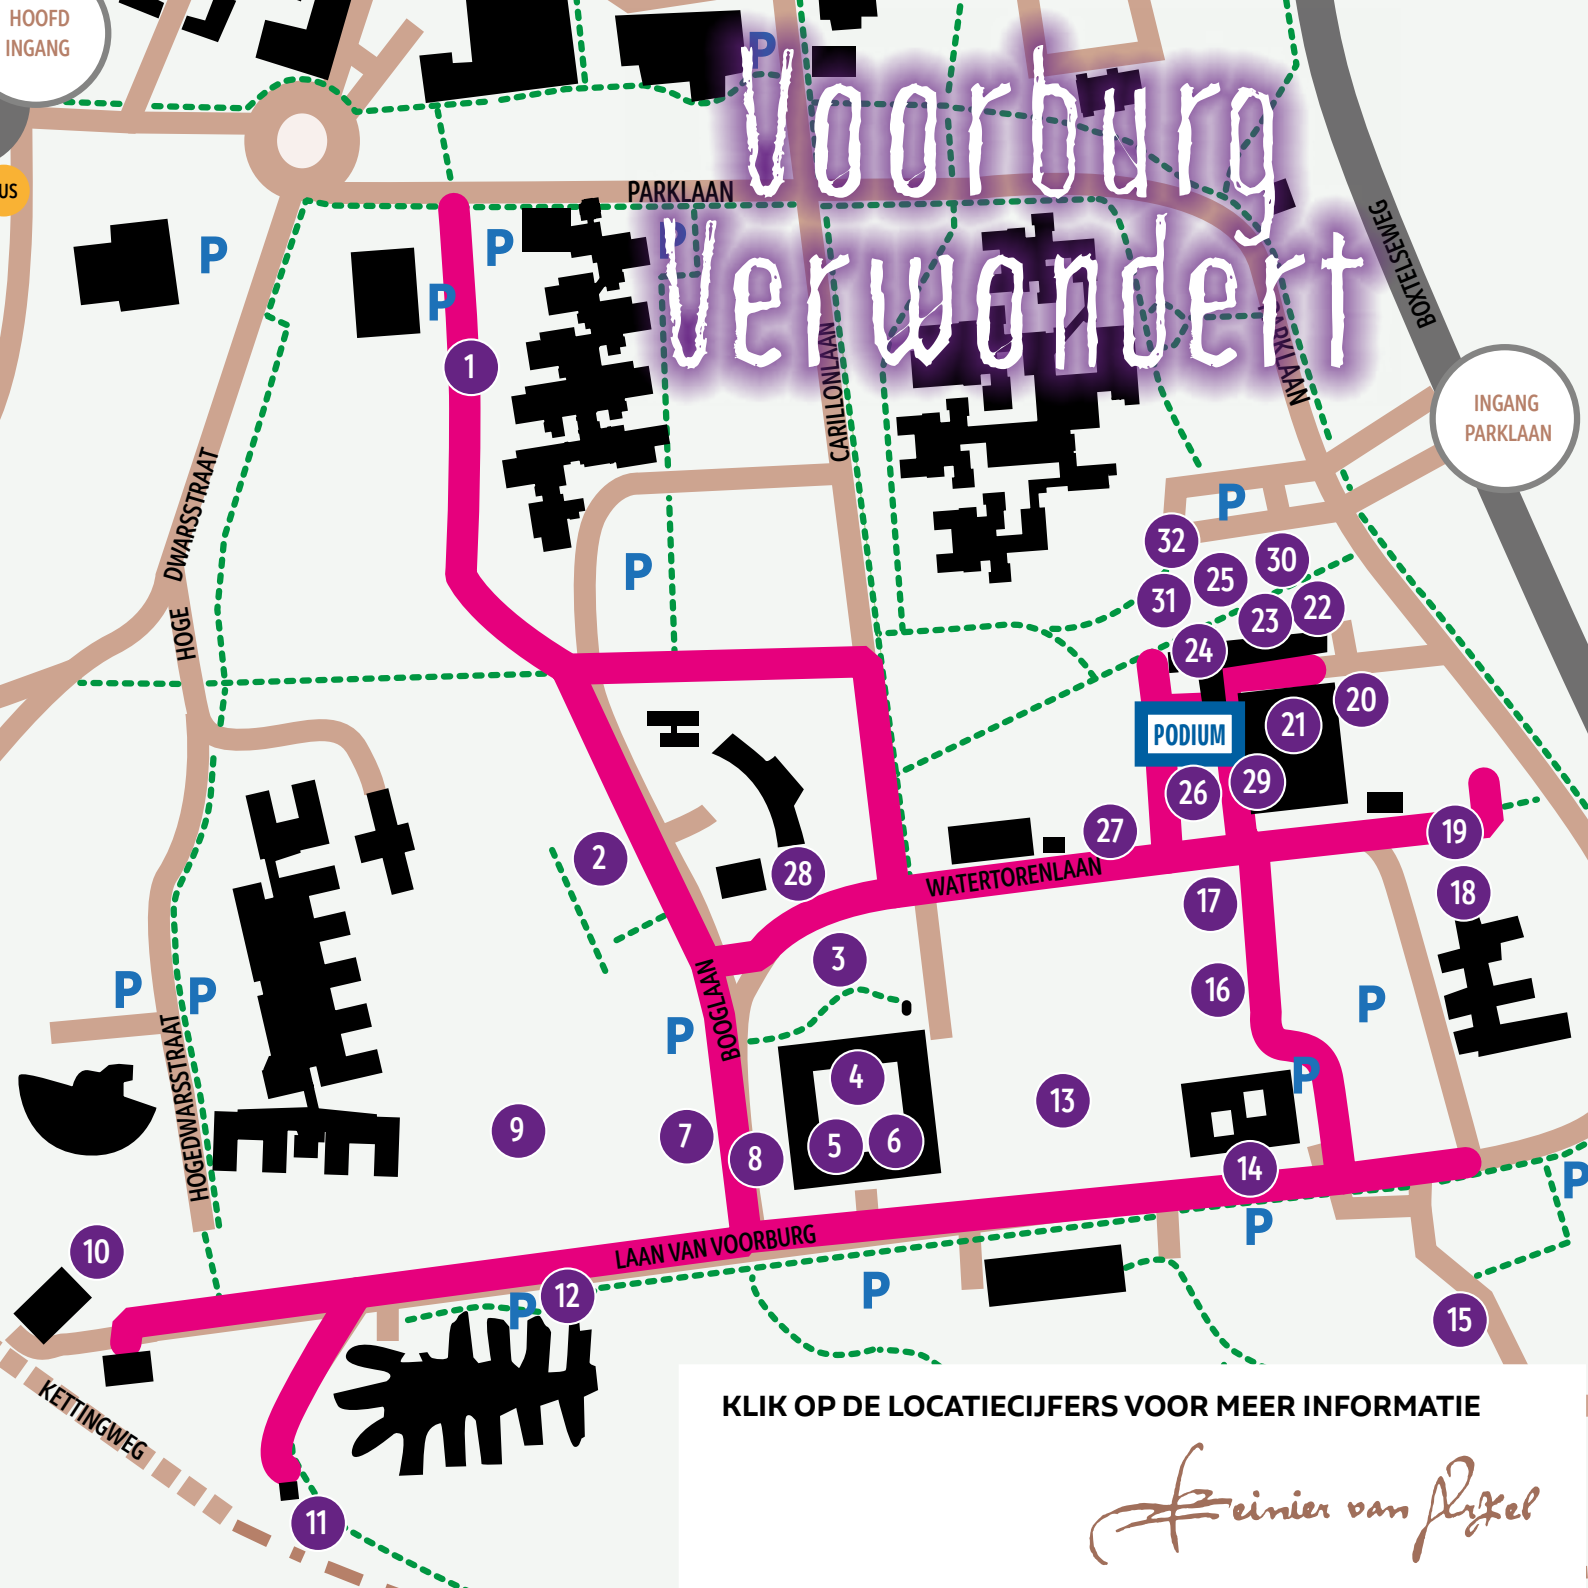 HOOFD
INGANG
US
P
Voorburg
Verwondert
PARKLAAN
P
P
P
P
BOXTELSEWEG
1
CARILLONLAAN
PARKLAAN
INGANG
PARKLAAN
HOGE DWARSSTRAAT
P
P
32
30
25
31
22
23
24
20
21
PODIUM
29
26
27
19
2
28
WATERTORENLAAN
18
17
3
16
P
P
P
BOOGLAAN
P
P
4
13
HOGEDWARSSTRAAT
9
7
5
6
8
14
P
10
LAAN VAN VOORBURG
P
12
P
P
15
KETTINGWEG
11
KLIK OP DE LOCATIECIJFERS VOOR MEER INFORMATIE
Reinier van Arkel